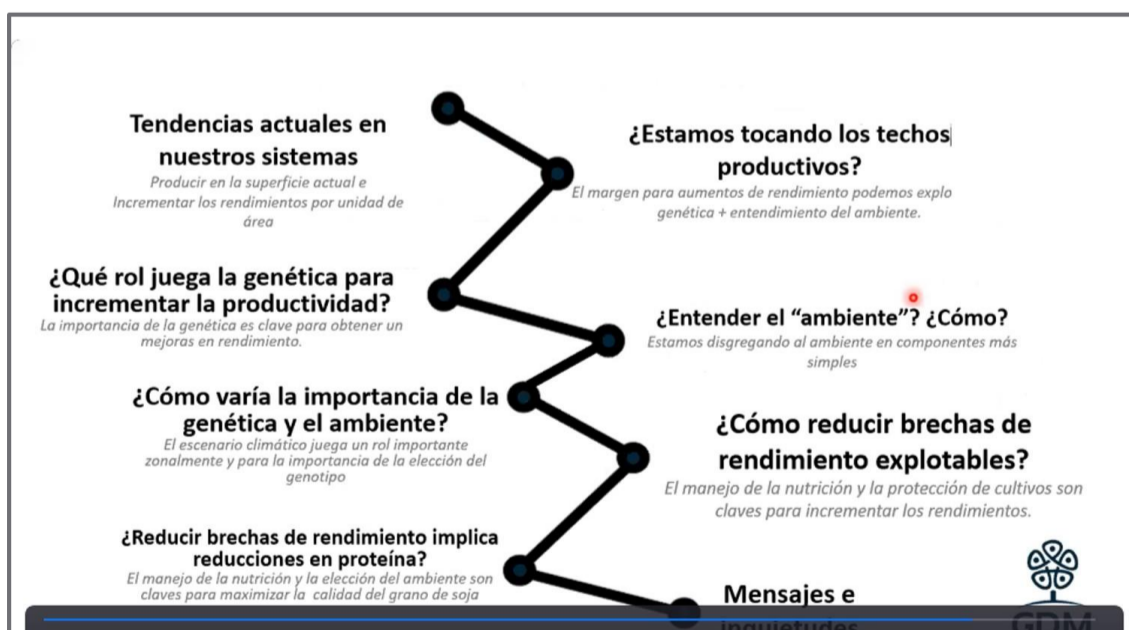 Tendencias actuales en
nuestros sistemas
Producir en la superficie actual e
Incrementar los rendimientos por unidad de
área
¿Estamos tocando los techos
productivos?
El margen para aumentos de rendimiento podemos explo
genética + entendimiento del ambiente.
¿Qué rol juega la genética para
incrementar la productividad?
La importancia de la genética es clave para obtener un
mejoras en rendimiento.
¿Entender el “ambiente”? ¿Cómo?
Estamos disgregando al ambiente en componentes más
simples
¿Cómo varía la importancia de la
genética y el ambiente?
El escenario climático juega un rol importante
zonalmente y para la importancia de la elección del
genotipo
¿Cómo reducir brechas de
rendimiento explotables?
El manejo de la nutrición y la protección de cultivos son
claves para incrementar los rendimientos.
¿Reducir brechas de rendimiento implica
reducciones en proteína?
El manejo de la nutrición y la elección del ambiente son
claves para maximizar la calidad del grano de soja
Mensajes e
inquietudes
GDM